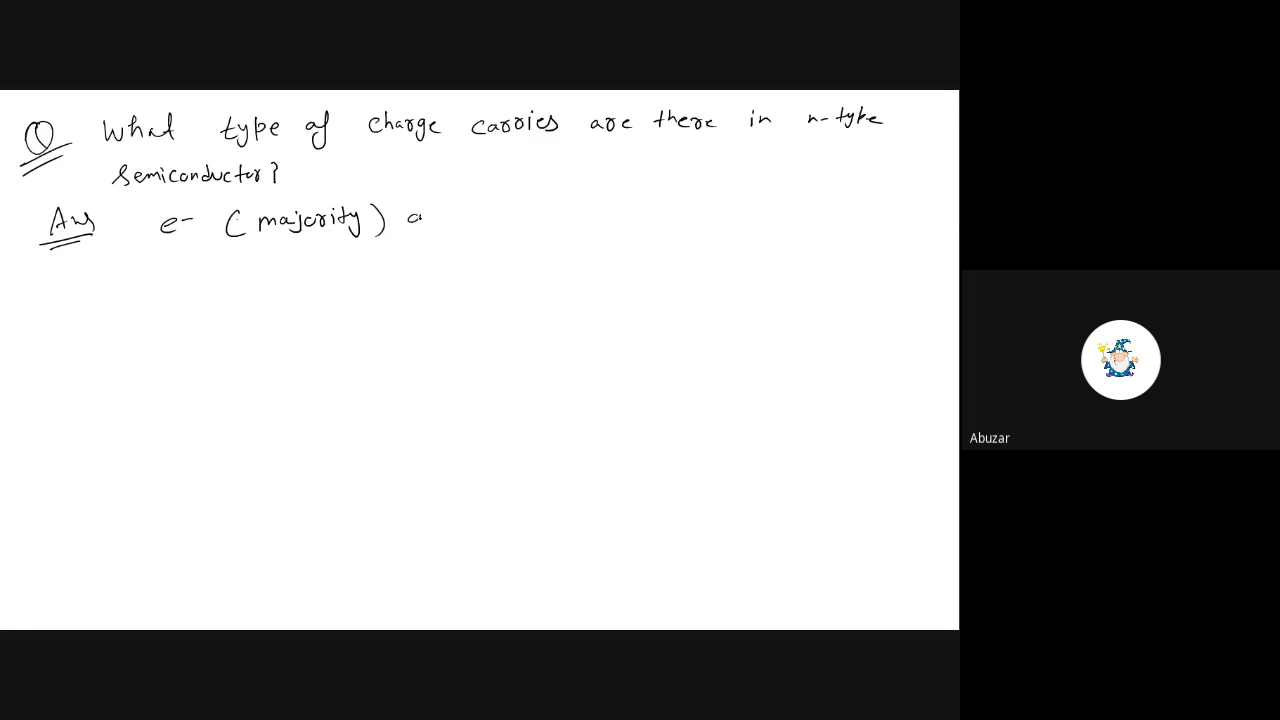 Q What type of charge carries are there in n-type
semiconductor?
Ans e- (majority) a
Abuzar